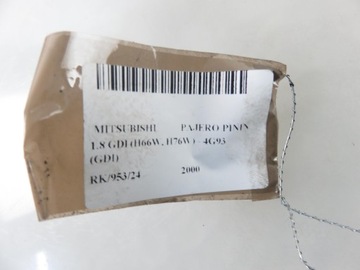 MITSUBISHI PAJERO PININ
1.8 GDI (H66W, H76W) 4G93
(GDI)
RK/953/24 2000